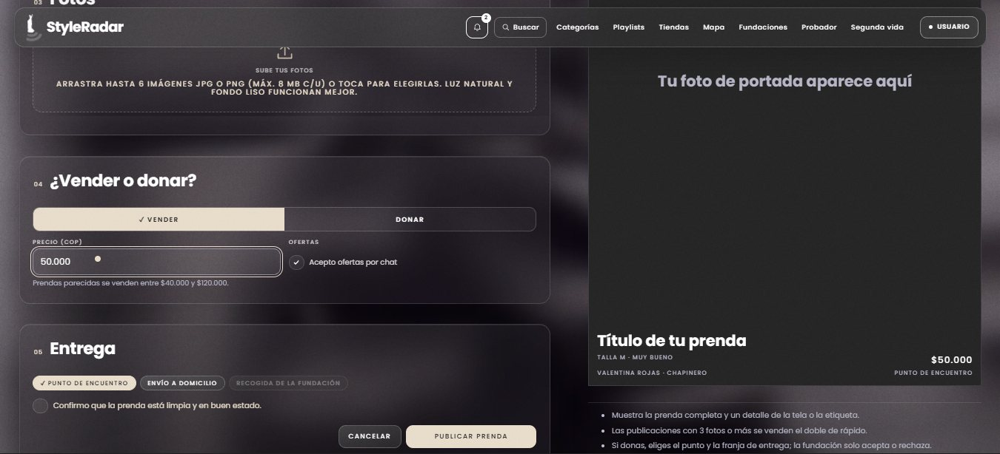 03 Fotos
StyleRadar
2
Buscar
Categorías
Playlists
Tiendas
Mapa
Fundaciones
Probador
Segunda vida
USUARIO
SUBE TUS FOTOS
ARRASTRA HASTA 6 IMÁGENES JPG O PNG (MÁX. 8 MB C/U) O TOCA PARA ELEGIRLAS. LUZ NATURAL Y
FONDO LISO FUNCIONAN MEJOR.
04 ¿Vender o donar?
✓ VENDER
DONAR
PRECIO (COP)
OFERTAS
50.000
Acepto ofertas por chat
Prendas parecidas se venden entre $40.000 y $120.000.
05 Entrega
✓ PUNTO DE ENCUENTRO
ENVÍO A DOMICILIO
RECOGIDA DE LA FUNDACIÓN
Confirmo que la prenda está limpia y en buen estado.
CANCELAR
PUBLICAR PRENDA
Tu foto de portada aparece aquí
Título de tu prenda
TALLA M · MUY BUENO
$50.000
VALENTINA ROJAS · CHAPINERO
PUNTO DE ENCUENTRO
• Muestra la prenda completa y un detalle de la tela o la etiqueta.
• Las publicaciones con 3 fotos o más se venden el doble de rápido.
• Si donas, eliges el punto y la franja de entrega; la fundación solo acepta o rechaza.